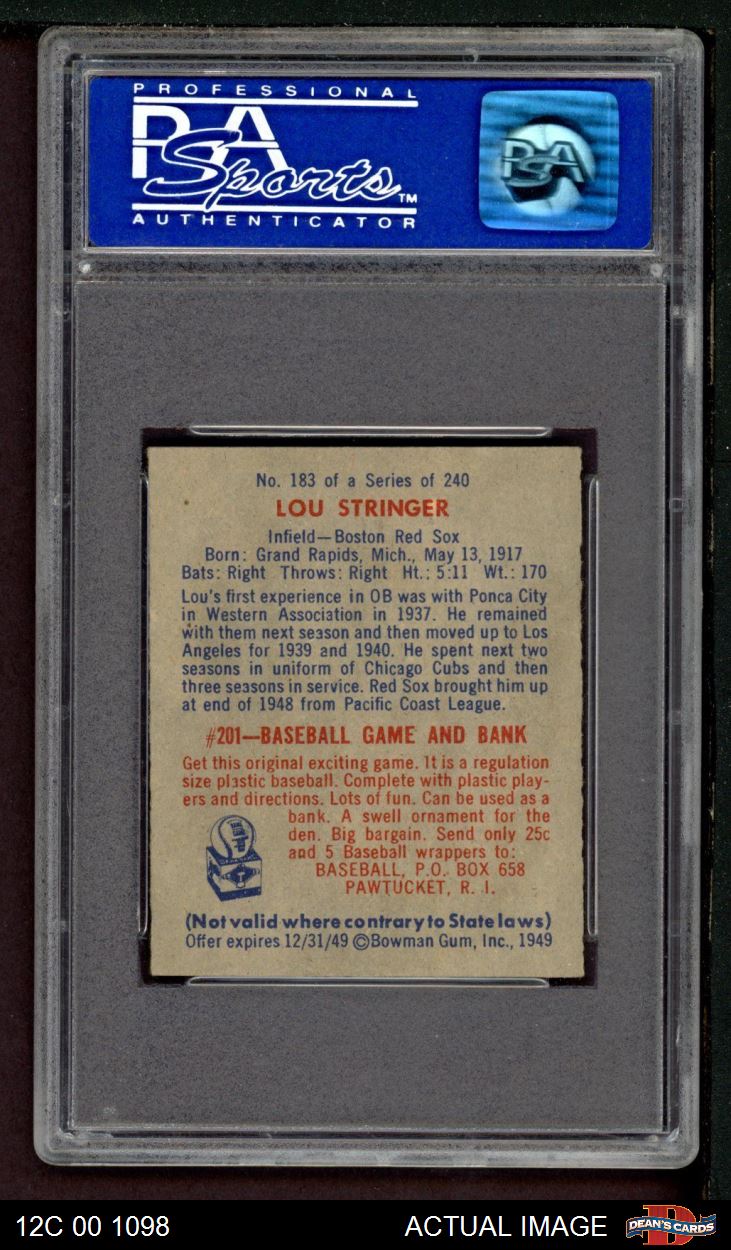 PROFESSIONAL
PSA
Sports™
AUTHENTICATOR
PSA
No. 183 of a Series of 240
LOU STRINGER
Infield—Boston Red Sox
Born: Grand Rapids, Mich., May 13, 1917
Bats: Right Throws: Right Ht.: 5:11 Wt.: 170
Lou's first experience in OB was with Ponca City
in Western Association in 1937. He remained
with them next season and then moved up to Los
Angeles for 1939 and 1940. He spent next two
seasons in uniform of Chicago Cubs and then
three seasons in service. Red Sox brought him up
at end of 1948 from Pacific Coast League.
#201—BASEBALL GAME AND BANK
Get this original exciting game. It is a regulation
size plastic baseball. Complete with plastic play-
ers and directions. Lots of fun. Can be used as a
bank. A swell ornament for the
den. Big bargain. Send only 25c
and 5 Baseball wrappers to:
BASEBALL, P.O. BOX 658
PAWTUCKET, R. I.
(Not valid where contrary to State laws)
Offer expires 12/31/49 ©Bowman Gum, Inc., 1949
12C 00 1098 ACTUAL IMAGE DEAN'S CARDS